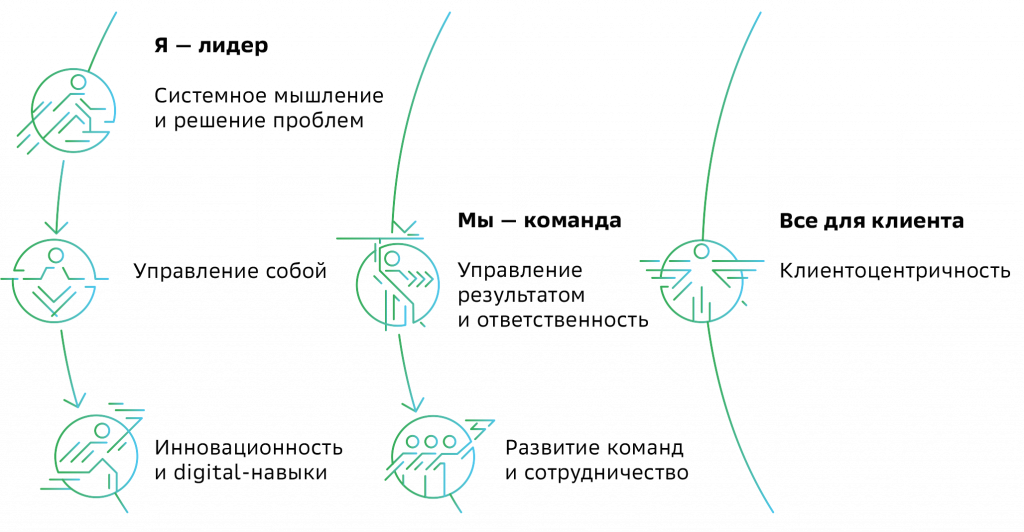 Я — лидер
Системное мышление
и решение проблем
Управление собой
Инновационность
и digital-навыки
Мы — команда
Управление
результатом
и ответственность
Развитие команд
и сотрудничество
Все для клиента
Клиентоцентричность